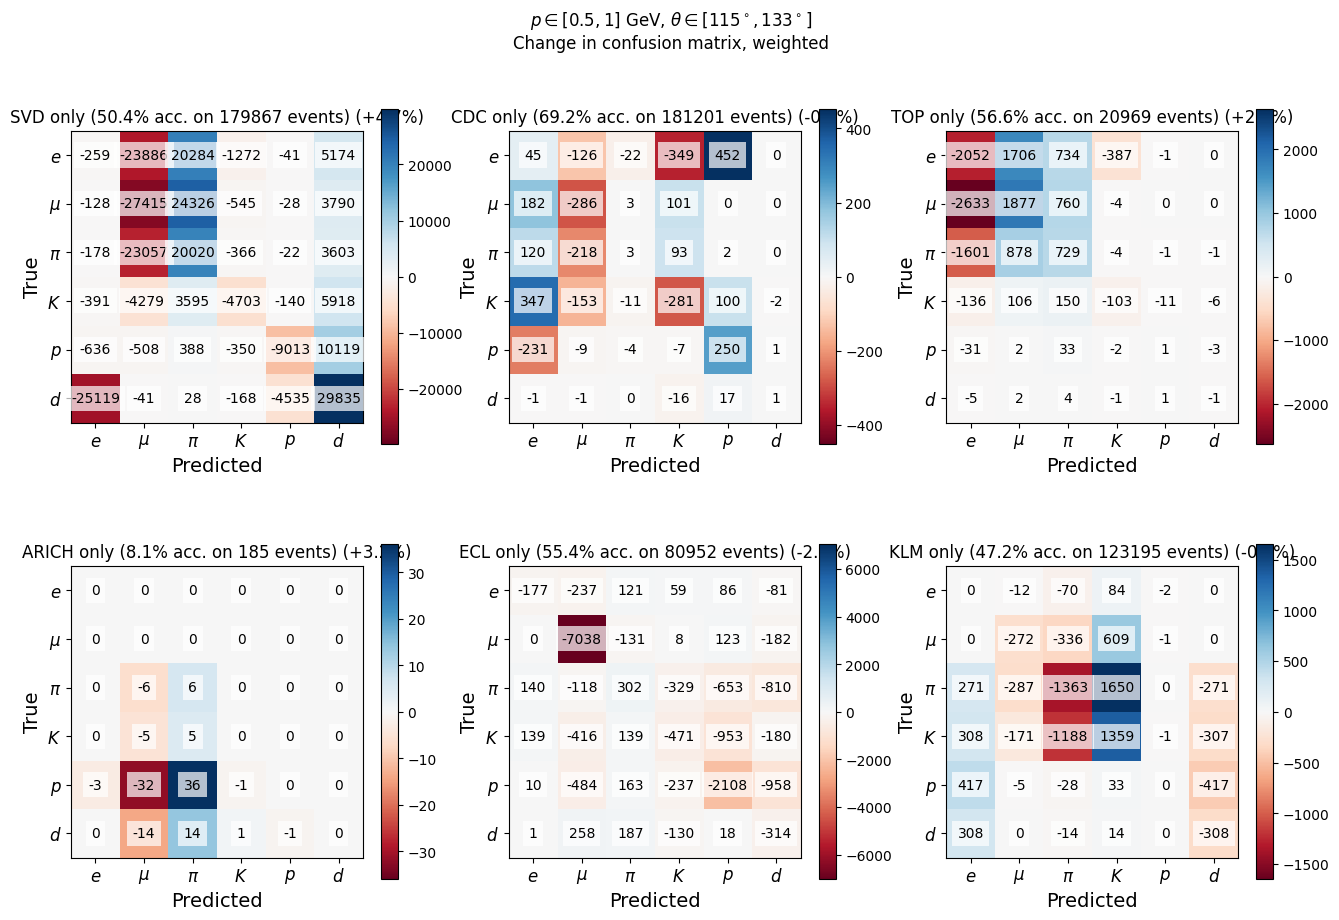 p ∈ [0.5, 1] GeV, θ ∈ [115°, 133°]
Change in confusion matrix, weighted
SVD only (50.4% acc. on 179867 events)
True
e -259 -23886 20284 -1272 -41 5174
μ -128 -27415 24326 -545 -28 3790
π -178 -23057 20020 -366 -22 3603
K -391 -4279 3595 -4703 -140 5918
p -636 -508 388 -350 -9013 10119
d -25119 -41 28 -168 -4535 29835
e μ π K p d
Predicted
20000
10000
0
−10000
−20000
CDC only (69.2% acc. on 181201 events)
True
e 45 -126 -22 -349 452 0
μ 182 -286 3 101 0 0
π 120 -218 3 93 2 0
K 347 -153 -11 -281 100 -2
p -231 -9 -4 -7 250 1
d -1 -1 0 -16 17 1
e μ π K p d
Predicted
400
200
0
−200
−400
TOP only (56.6% acc. on 20969 events)
True
e -2052 1706 734 -387 -1 0
μ -2633 1877 760 -4 0 0
π -1601 878 729 -4 -1 -1
K -136 106 150 -103 -11 -6
p -31 2 33 -2 1 -3
d -5 2 4 -1 1 -1
e μ π K p d
Predicted
2000
1000
0
−1000
−2000
ARICH only (8.1% acc. on 185 events)
True
e 0 0 0 0 0 0
μ 0 0 0 0 0 0
π 0 -6 6 0 0 0
K 0 -5 5 0 0 0
p -3 -32 36 -1 0 0
d 0 -14 14 1 -1 0
e μ π K p d
Predicted
30
20
10
0
−10
−20
−30
ECL only (55.4% acc. on 80952 events)
True
e -177 -237 121 59 86 -81
μ 0 -7038 -131 8 123 -182
π 140 -118 302 -329 -653 -810
K 139 -416 139 -471 -953 -180
p 10 -484 163 -237 -2108 -958
d 1 258 187 -130 18 -314
e μ π K p d
Predicted
6000
4000
2000
0
−2000
−4000
−6000
KLM only (47.2% acc. on 123195 events)
True
e 0 -12 -70 84 -2 0
μ 0 -272 -336 609 -1 0
π 271 -287 -1363 1650 0 -271
K 308 -171 -1188 1359 -1 -307
p 417 -5 -28 33 0 -417
d 308 0 -14 14 0 -308
e μ π K p d
Predicted
1500
1000
500
0
−500
−1000
−1500